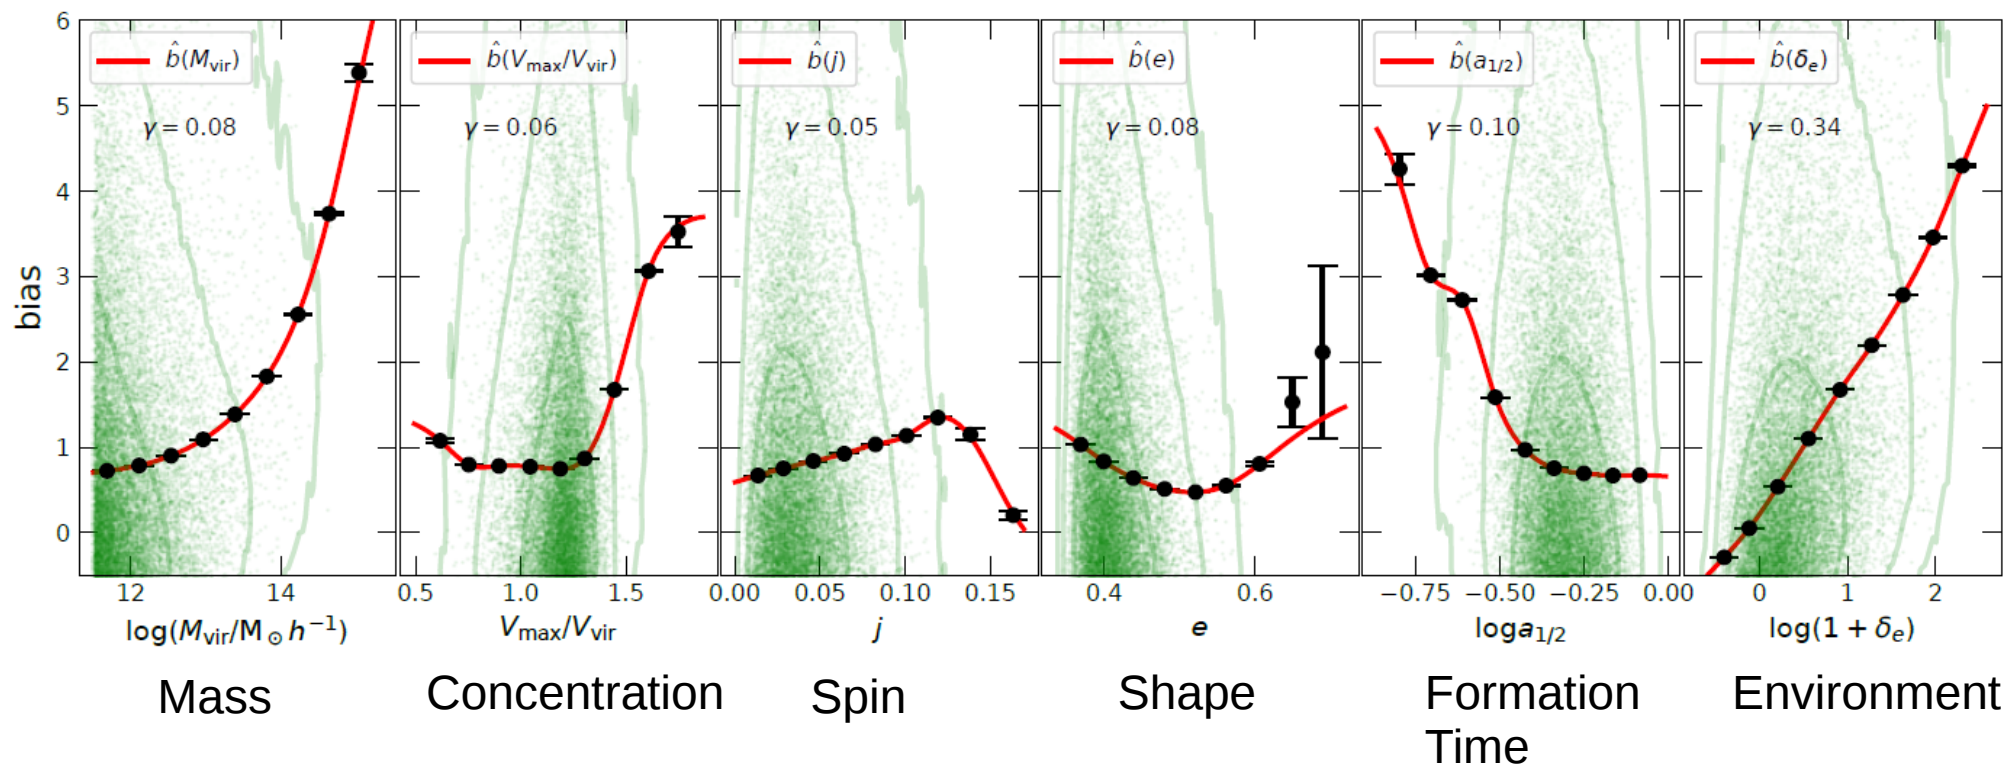 6
5
4
3
2
1
0
bias
b̂(M_vir)
γ = 0.08
12 14
log(M_vir/M_⊙ h⁻¹)
Mass
b̂(V_max/V_vir)
γ = 0.06
0.5 1.0 1.5
V_max/V_vir
Concentration
b̂(j)
γ = 0.05
0.00 0.05 0.10 0.15
j
Spin
b̂(e)
γ = 0.08
0.4 0.6
e
Shape
b̂(a_1/2)
γ = 0.10
−0.75 −0.50 −0.25 0.00
loga_1/2
Formation
Time
b̂(δ_e)
γ = 0.34
0 1 2
log(1 + δ_e)
Environment